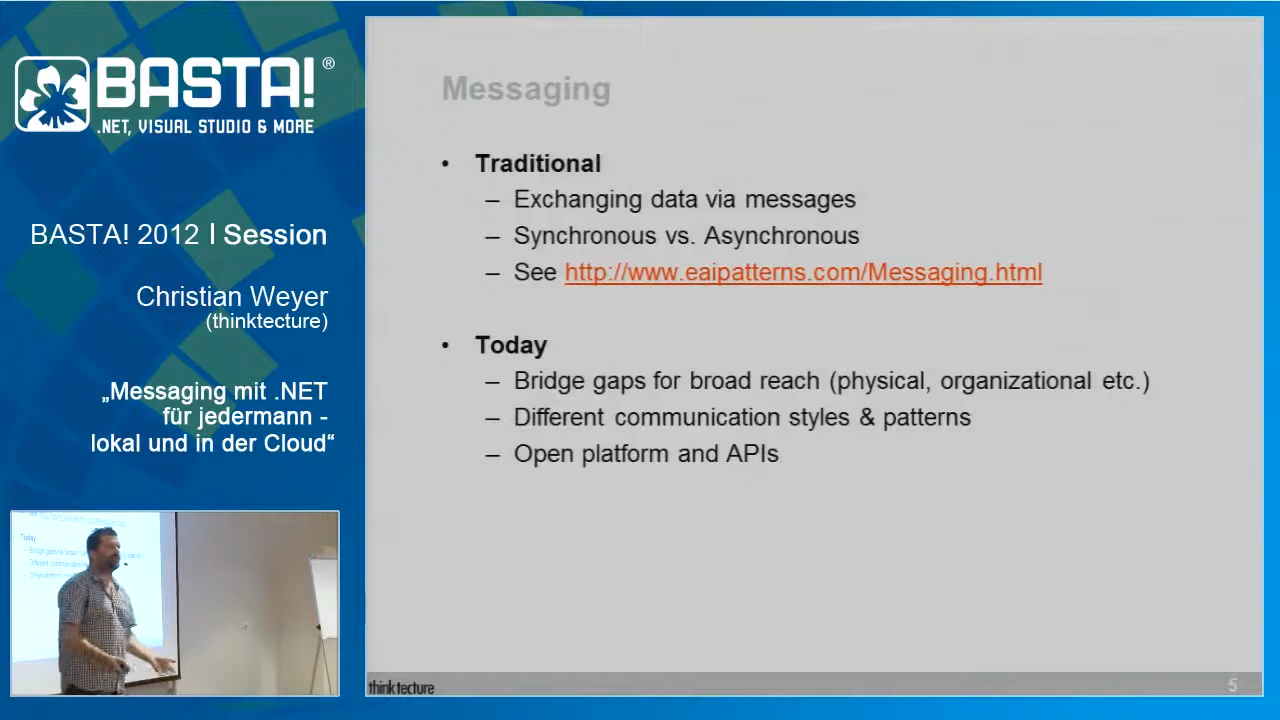 BASTA!®
.NET, VISUAL STUDIO & MORE
BASTA! 2012 | Session
Christian Weyer
(thinktecture)
„Messaging mit .NET
für jedermann -
lokal und in der Cloud“
Messaging
• Traditional
– Exchanging data via messages
– Synchronous vs. Asynchronous
– See http://www.eaipatterns.com/Messaging.html
• Today
– Bridge gaps for broad reach (physical, organizational etc.)
– Different communication styles & patterns
– Open platform and APIs
thinktecture
5
Today